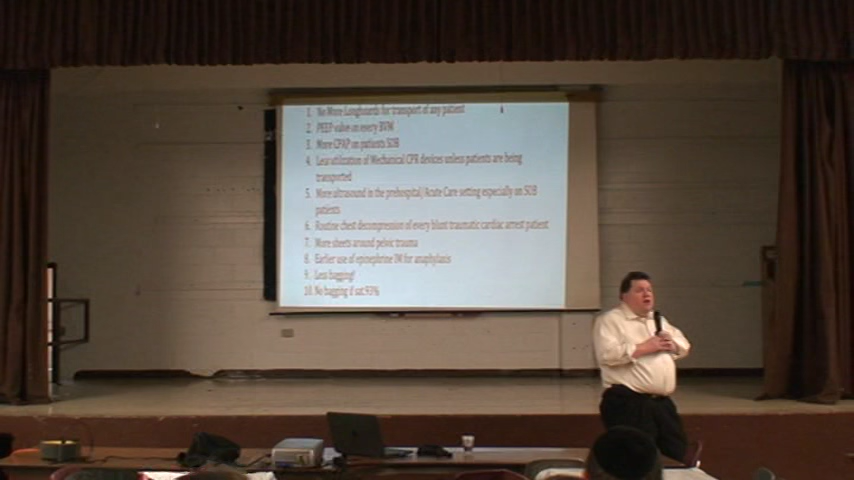 1. No More Longboards for transport of any patient
2. PEEP valve on every BVM
3. More CPAP on patients SOB
4. Less utilization of Mechanical CPR devices unless patients are being
transported
5. More ultrasound in the prehospital/Acute Care setting especially on SOB
patients
6. Routine chest decompression of every blunt traumatic cardiac arrest patient
7. More sheets around pelvic trauma
8. Earlier use of epinephrine IM for anaphylaxis
9. Less bagging!
10. No bagging if sat 93%